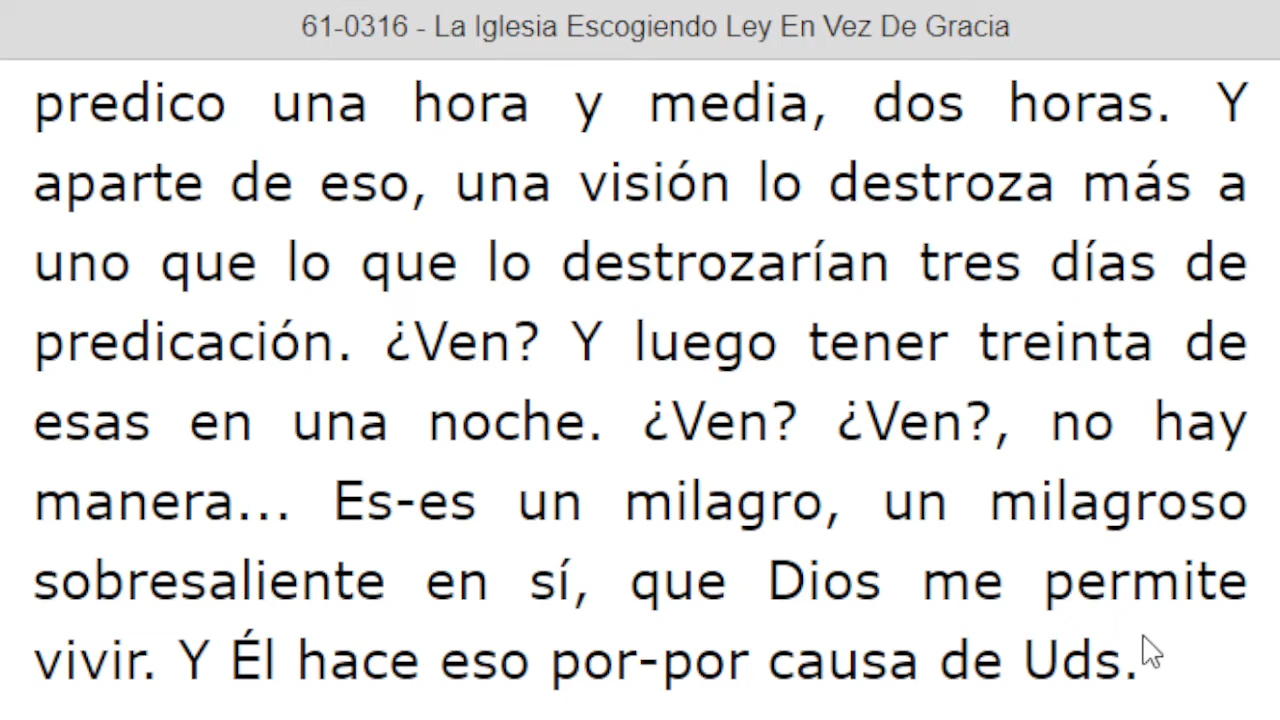 61-0316 - La Iglesia Escogiendo Ley En Vez De Gracia
predico una hora y media, dos horas. Y
aparte de eso, una visión lo destroza más a
uno que lo que lo destrozarían tres días de
predicación. ¿Ven? Y luego tener treinta de
esas en una noche. ¿Ven? ¿Ven?, no hay
manera... Es-es un milagro, un milagroso
sobresaliente en sí, que Dios me permite
vivir. Y Él hace eso por-por causa de Uds.